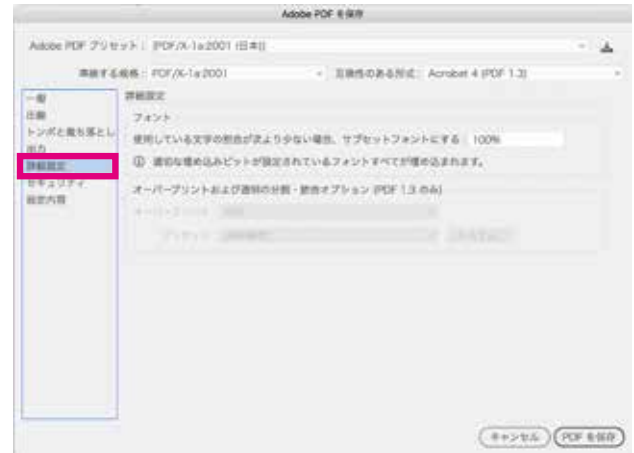 Adobe PDF を保存
Adobe PDF プリセット： [PDF/X-1a:2001 (日本)]
準拠する規格： PDF/X-1a:2001 互換性のある形式： Acrobat 4 (PDF 1.3)
一般
圧縮
トンボと裁ち落とし
出力
詳細設定
セキュリティ
設定内容
詳細設定
フォント
使用している文字の割合が次より少ない場合、サブセットフォントにする： 100%
適切な埋め込みビットが設定されているフォントすべてが埋め込まれます。
オーバープリントおよび透明の分割・統合オプション (PDF 1.3 のみ)
キャンセル PDF を保存